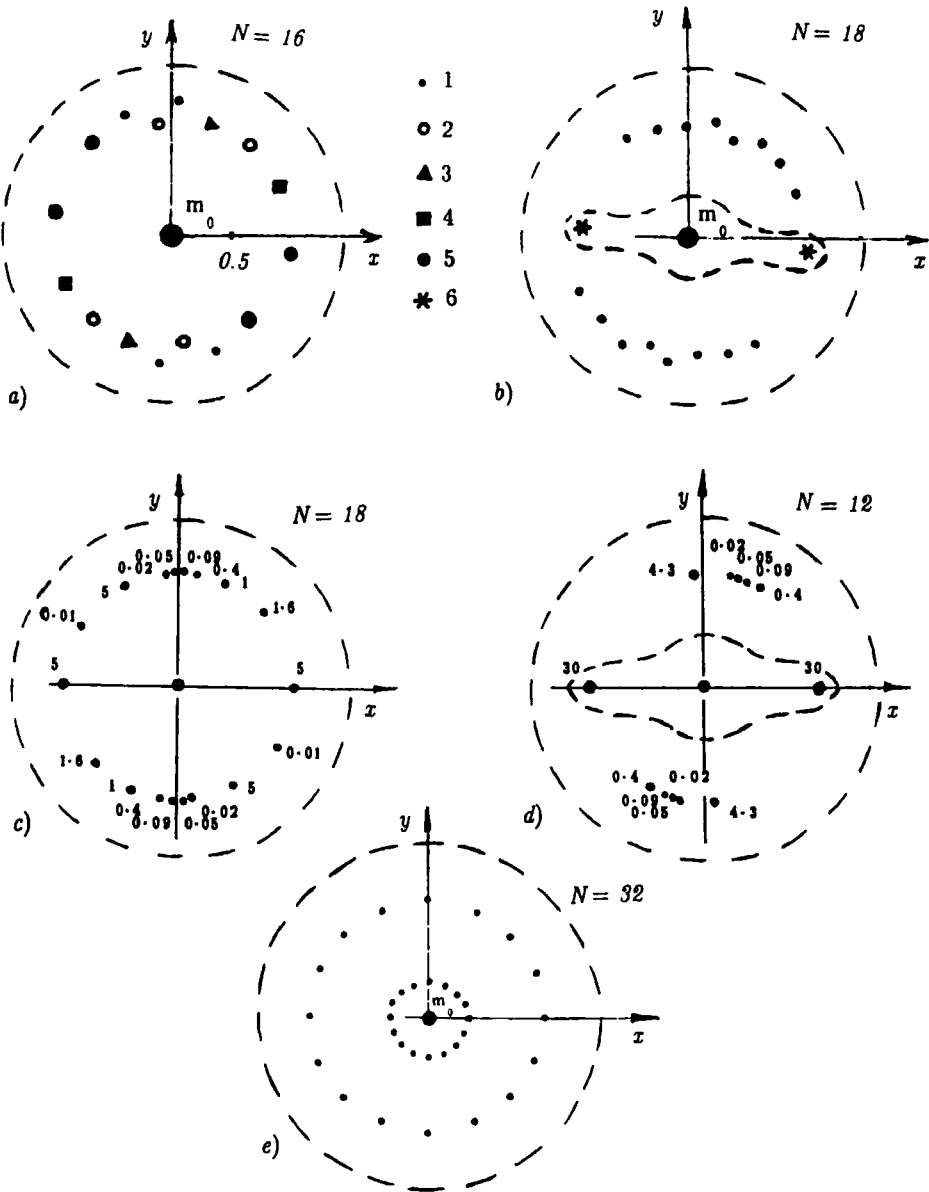 y N = 16
m₀
0.5 x
a)
1
2
3
4
5
6
y N = 18
m₀
x
b)
y N = 18
0·05 0·09
0·02 0·4
5 1
0·01 1·6
5 5
x
0·01
1·6
1 5
0·4 0·02
0·09 0·05
c)
y N = 12
0·02
0·05
4·3 0·09
0·4
30 30
x
0·4 0·02
0·09
0·05 4·3
d)
y
N = 32
m₀
x
e)